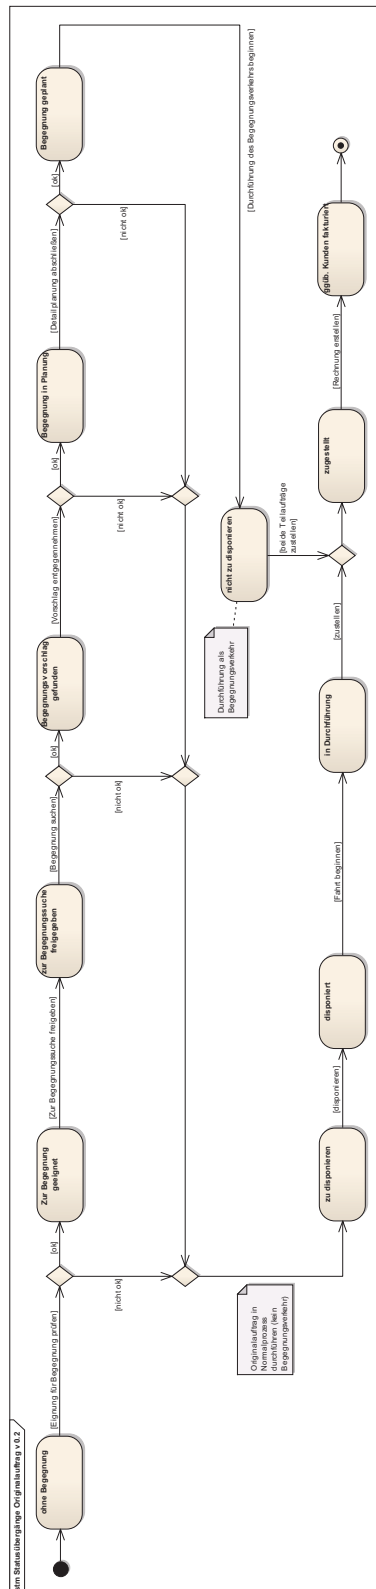 stm Statusübergänge Originalauftrag v 0.2
ohne Begegnung
[Eignung für Begegnung prüfen]
[ok]
[nicht ok]
Zur Begegnung
geeignet
[Zur Begegnungssuche freigeben]
zur Begegnungssuche
freigegeben
[Begegnung suchen]
[ok]
[nicht ok]
Begegnungsvorschlag
gefunden
[Vorschlag entgegennehmen]
[ok]
[nicht ok]
Begegnung in Planung
[Detailplanung abschließen]
[ok]
[nicht ok]
Begegnung geplant
[Durchführung des Begegnungsverkehrs beginnen]
nicht zu disponieren
Durchführung als
Begegnungsverkehr
[beide Teilaufträge
zustellen]
Originalauftrag in
Normalprozess
durchführen (kein
Begegnungsverkehr)
zu disponieren
[disponieren]
disponiert
[Fahrt beginnen]
in Durchführung
[zustellen]
zugestellt
[Rechnung erstellen]
ggüb. Kunden fakturiert